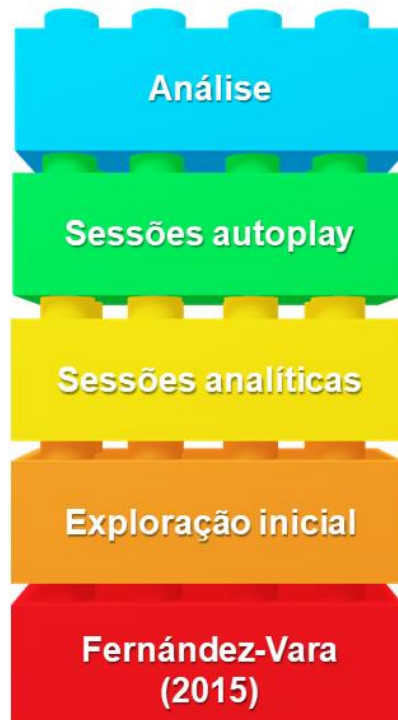 Análise
Sessões autoplay
Sessões analíticas
Exploração inicial
Fernández-Vara
(2015)